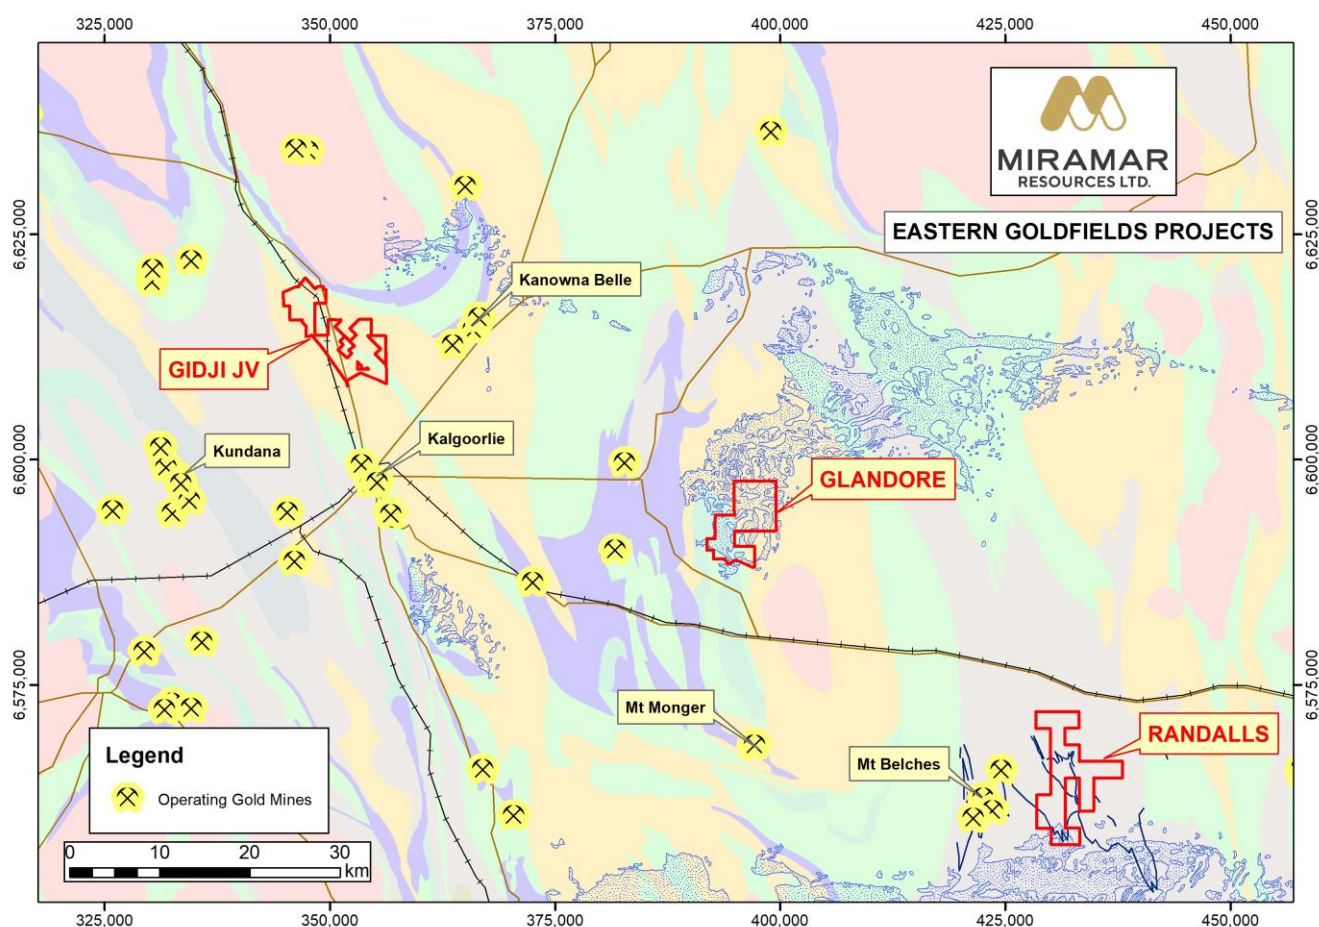 325,000 350,000 375,000 400,000 425,000 450,000
MIRAMAR
RESOURCES LTD.
EASTERN GOLDFIELDS PROJECTS
6,625,000
6,625,000
Kanowna Belle
GIDJI JV
Kalgoorlie
Kundana
6,600,000
6,600,000
GLANDORE
6,575,000
6,575,000
Mt Monger
RANDALLS
Mt Belches
Legend
Operating Gold Mines
0 10 20 30
km
325,000 350,000 375,000 400,000 425,000 450,000